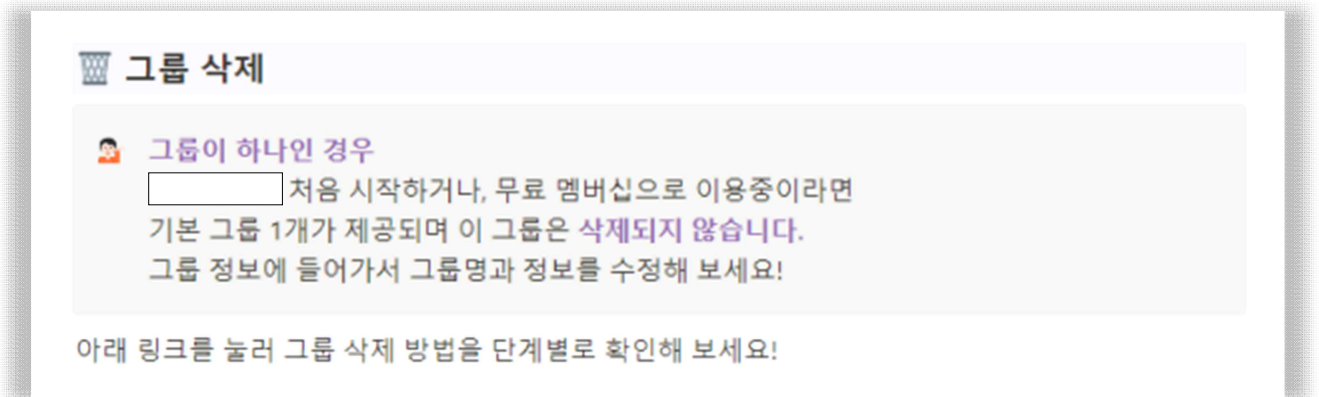 그룹 삭제
그룹이 하나인 경우
처음 시작하거나, 무료 멤버십으로 이용중이라면
기본 그룹 1개가 제공되며 이 그룹은 삭제되지 않습니다.
그룹 정보에 들어가서 그룹명과 정보를 수정해 보세요!
아래 링크를 눌러 그룹 삭제 방법을 단계별로 확인해 보세요!